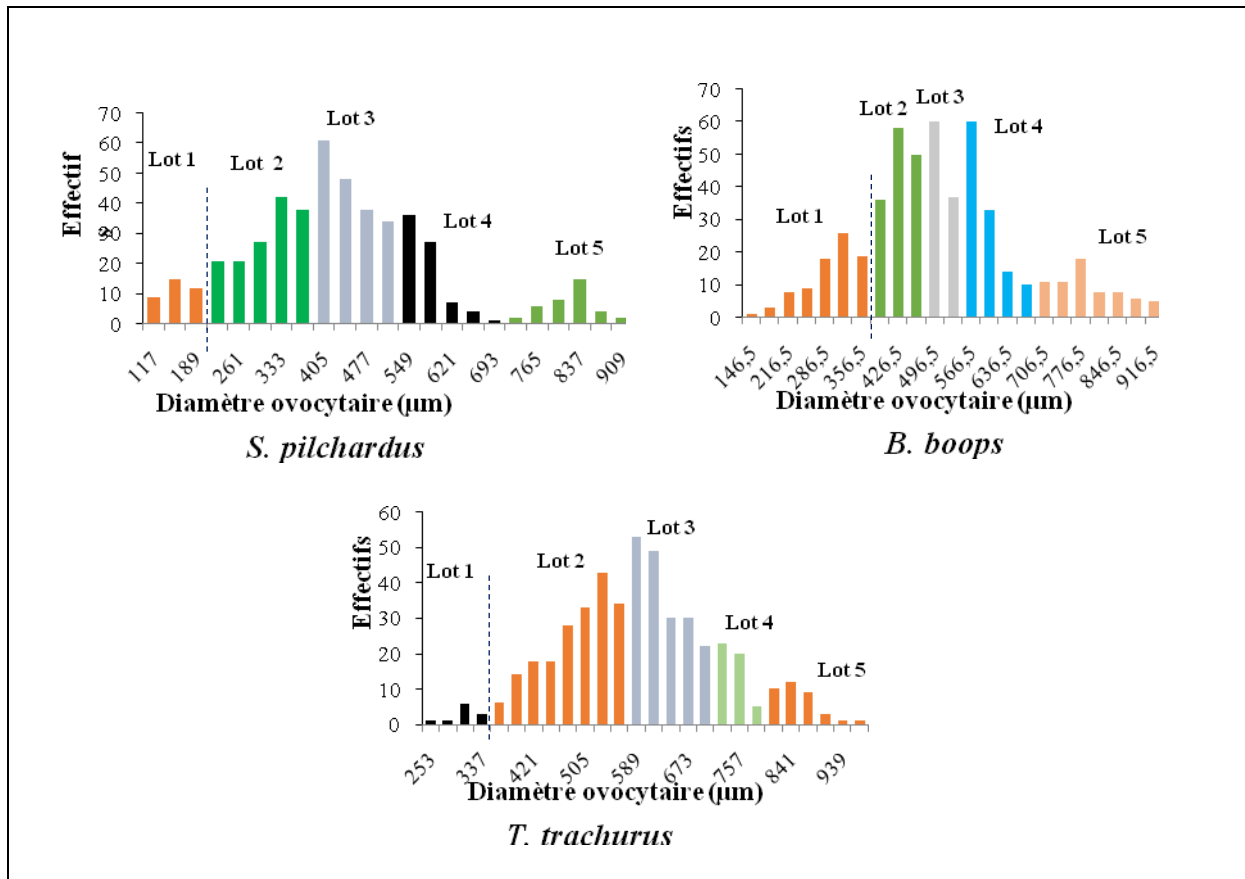 70
60
50
40
30
20
10
0
Effectif
s
Lot 1
Lot 2
Lot 3
Lot 4
Lot 5
117
189
261
333
405
477
549
621
693
765
837
909
Diamètre ovocytaire (µm)
S. pilchardus
70
60
50
40
30
20
10
0
Effectifs
Lot 1
Lot 2
Lot 3
Lot 4
Lot 5
146,5
216,5
286,5
356,5
426,5
496,5
566,5
636,5
706,5
776,5
846,5
916,5
Diamètre ovocytaire (µm)
B. boops
60
50
40
30
20
10
0
Effectifs
Lot 1
Lot 2
Lot 3
Lot 4
Lot 5
253
337
421
505
589
673
757
841
939
Diamètre ovocytaire (µm)
T. trachurus